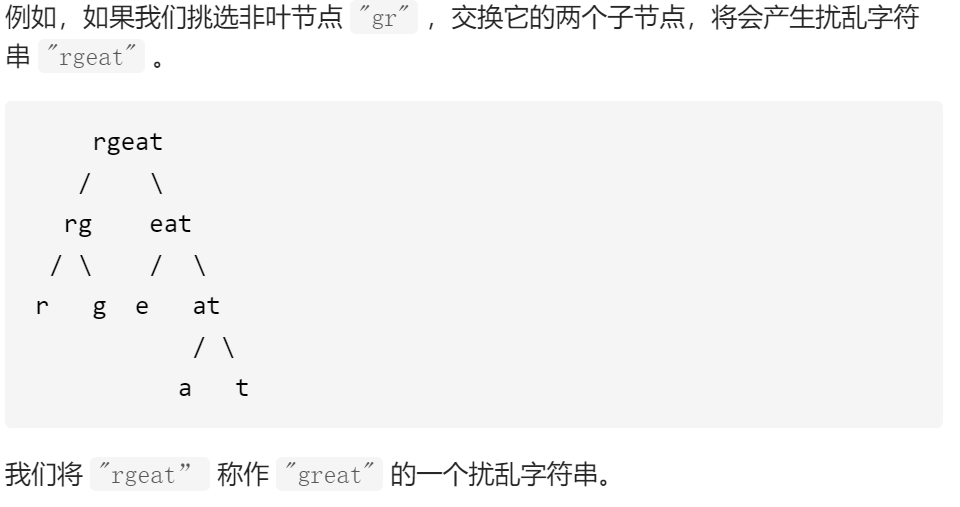 例如，如果我们挑选非叶节点 "gr" ，交换它的两个子节点，将会产生扰乱字符
串 "rgeat" 。
rgeat
/ \
rg eat
/ \ / \
r g e at
/ \
a t
我们将 "rgeat” 称作 "great" 的一个扰乱字符串。